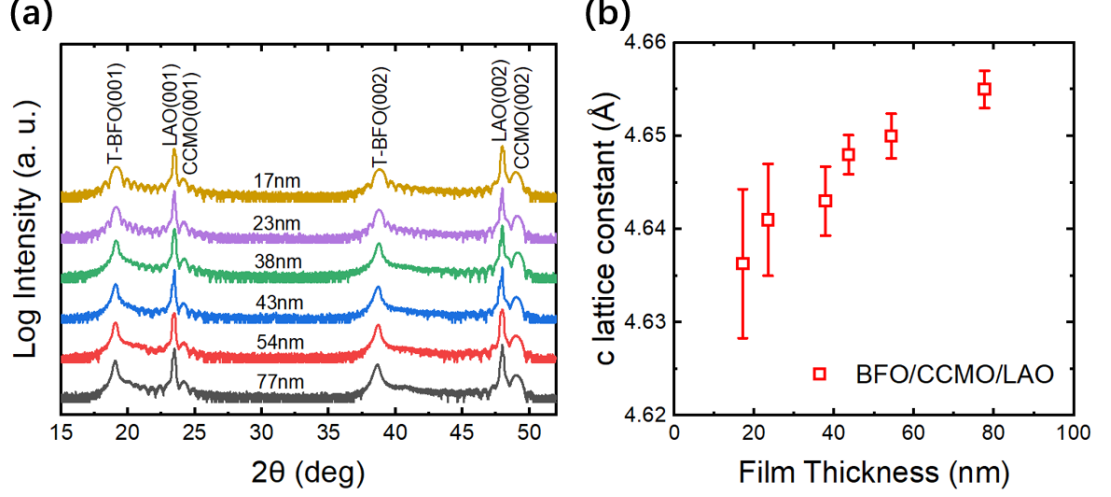 (a)
Log Intensity (a. u.)
T-BFO(001)
LAO(001)
CCMO(001)
T-BFO(002)
LAO(002)
CCMO(002)
17nm
23nm
38nm
43nm
54nm
77nm
15 20 25 30 35 40 45 50
2θ (deg)
(b)
c lattice constant (Å)
4.66
4.65
4.64
4.63
4.62
BFO/CCMO/LAO
0 20 40 60 80 100
Film Thickness (nm)